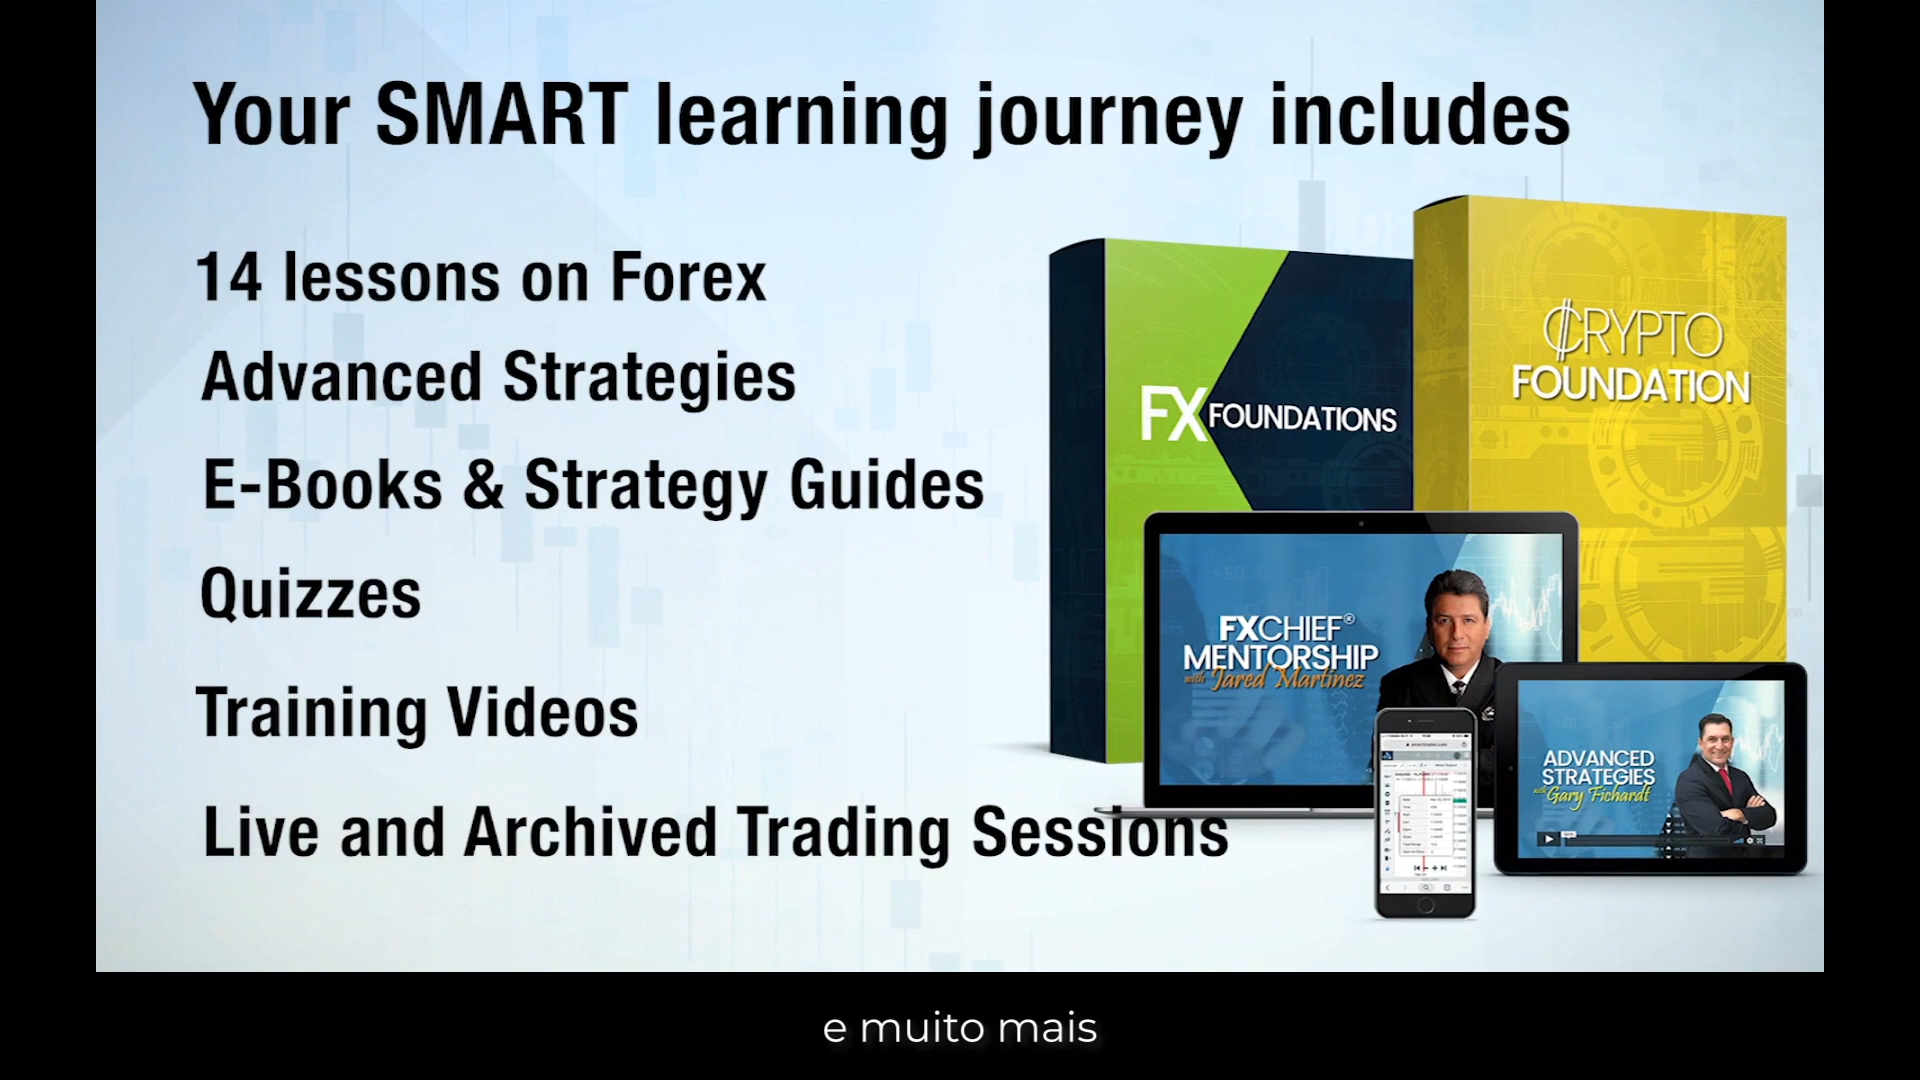 Your SMART learning journey includes
14 lessons on Forex
Advanced Strategies
E-Books & Strategy Guides
Quizzes
Training Videos
Live and Archived Trading Sessions
FX FOUNDATIONS
₵RYPTO
FOUNDATION
FXCHIEF®
MENTORSHIP
with Jared Martinez
ADVANCED
STRATEGIES
with Gary Fichardt
e muito mais